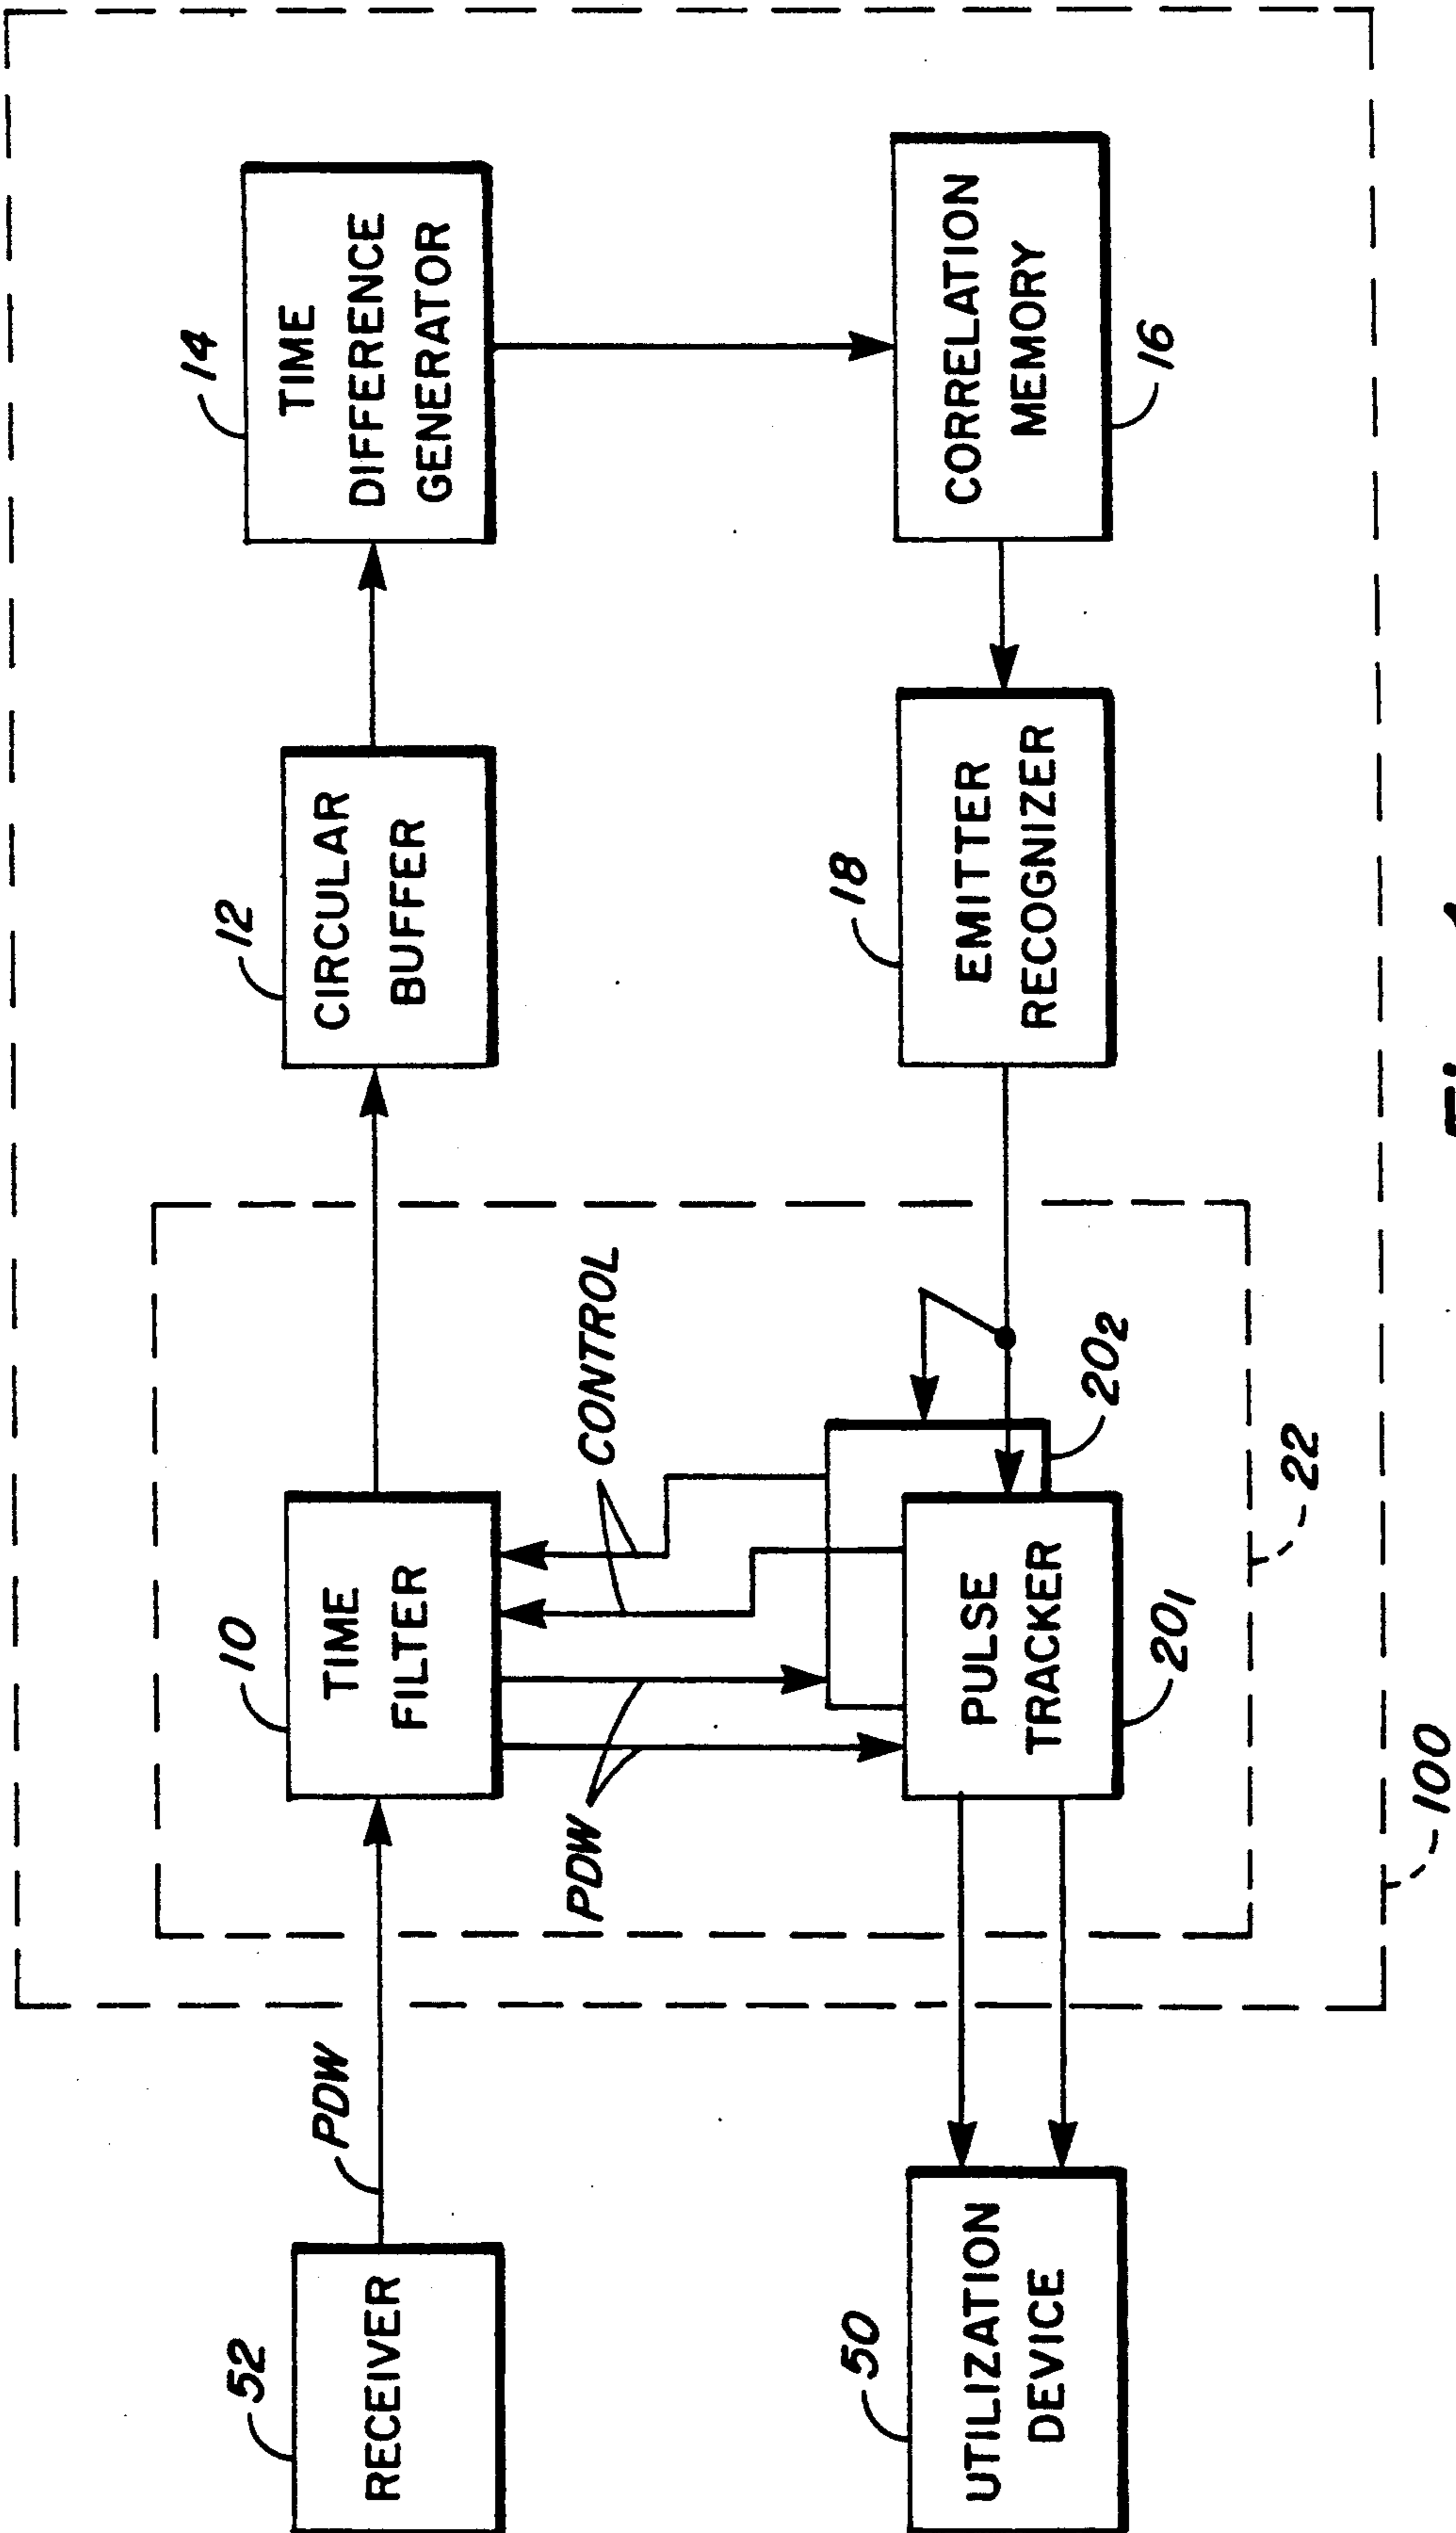 52
RECEIVER
PDW
10
TIME
FILTER
12
CIRCULAR
BUFFER
14
TIME
DIFFERENCE
GENERATOR
PDW
CONTROL
50
UTILIZATION
DEVICE
PULSE
TRACKER
20₁
20₂
18
EMITTER
RECOGNIZER
CORRELATION
MEMORY
16
22
100